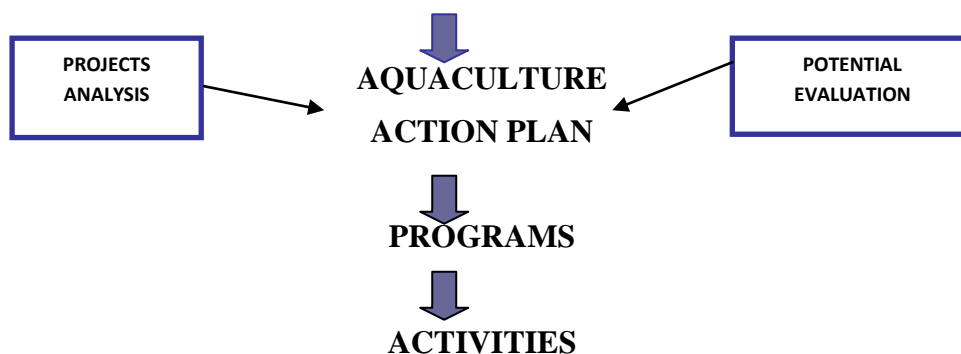 PROJECTS
ANALYSIS
AQUACULTURE
ACTION PLAN
POTENTIAL
EVALUATION
PROGRAMS
ACTIVITIES